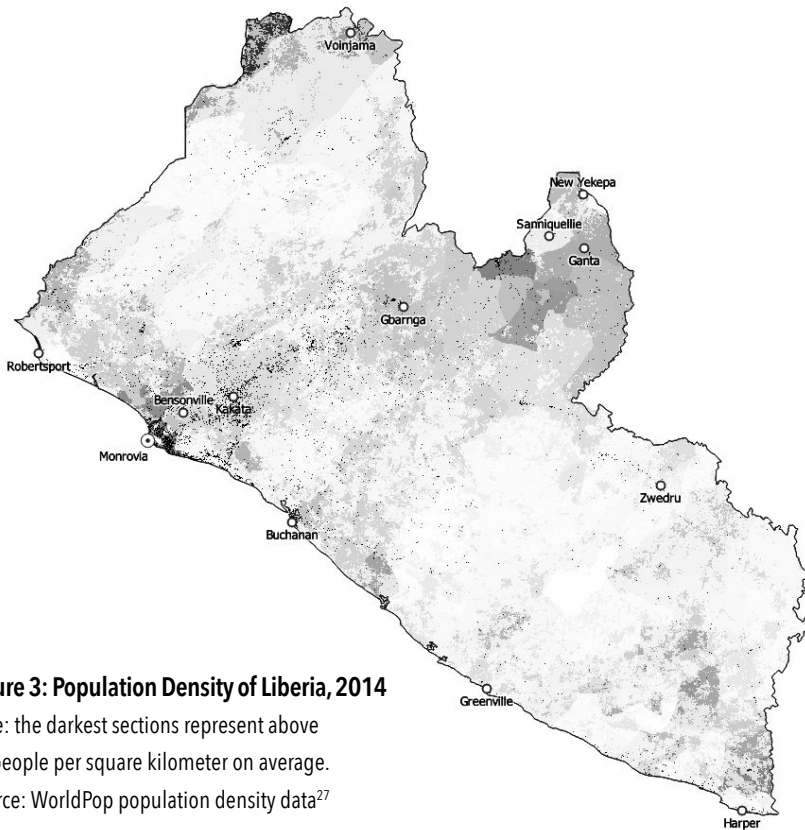 Voinjama
New Yekepa
Sanniquellie
Ganta
Gbarnga
Robertsport
Bensonville
Kakata
Monrovia
Zwedru
Buchanan
ure 3: Population Density of Liberia, 2014
e: the darkest sections represent above
people per square kilometer on average.
rce: WorldPop population density data²⁷
Greenville
Harper